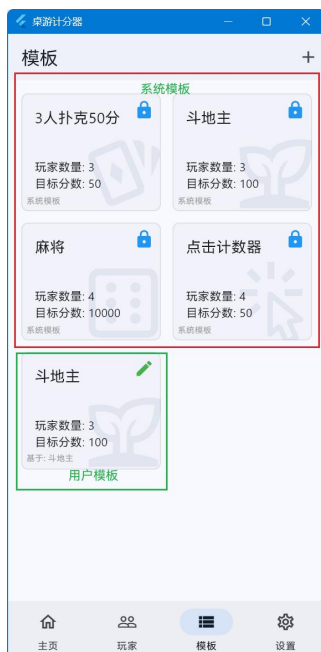 桌游计分器
模板
系统模板
3人扑克50分
玩家数量: 3
目标分数: 50
系统模板
斗地主
玩家数量: 3
目标分数: 100
系统模板
麻将
玩家数量: 4
目标分数: 10000
系统模板
点击计数器
玩家数量: 4
目标分数: 50
系统模板
斗地主
玩家数量: 3
目标分数: 100
基于: 斗地主
用户模板
主页
玩家
模板
设置